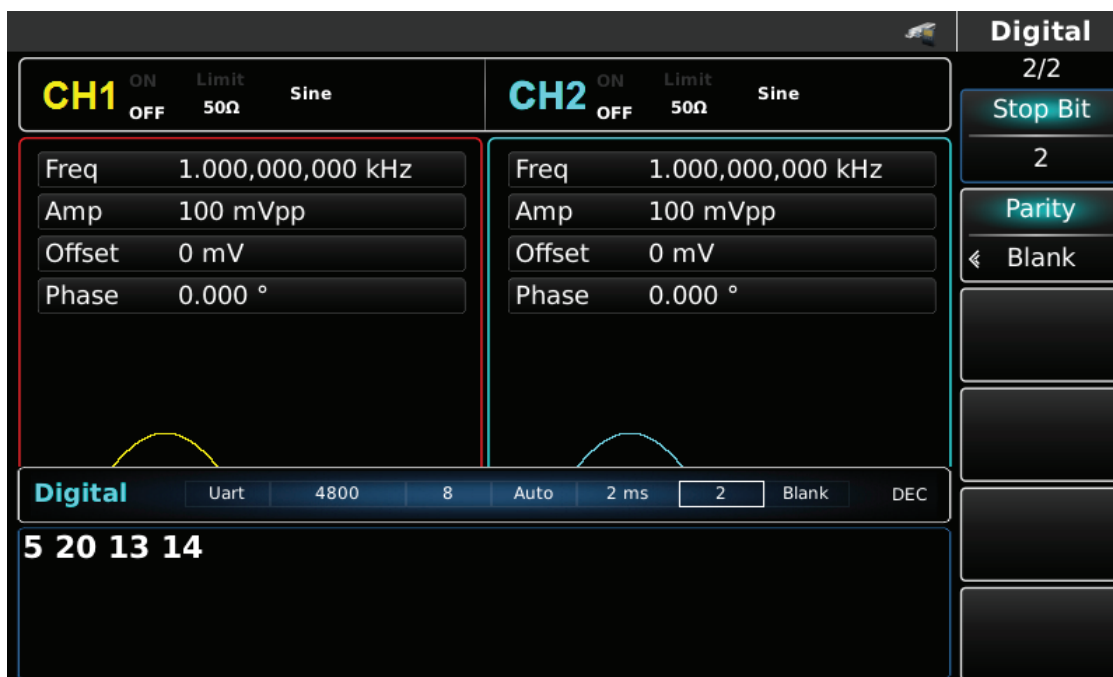 Digital
2/2
CH1 ON OFF Limit 50Ω Sine
CH2 ON OFF Limit 50Ω Sine
Stop Bit
2
Freq 1.000,000,000 kHz
Amp 100 mVpp
Offset 0 mV
Phase 0.000 °
Freq 1.000,000,000 kHz
Amp 100 mVpp
Offset 0 mV
Phase 0.000 °
Parity
Blank
Digital Uart 4800 8 Auto 2 ms 2 Blank DEC
5 20 13 14